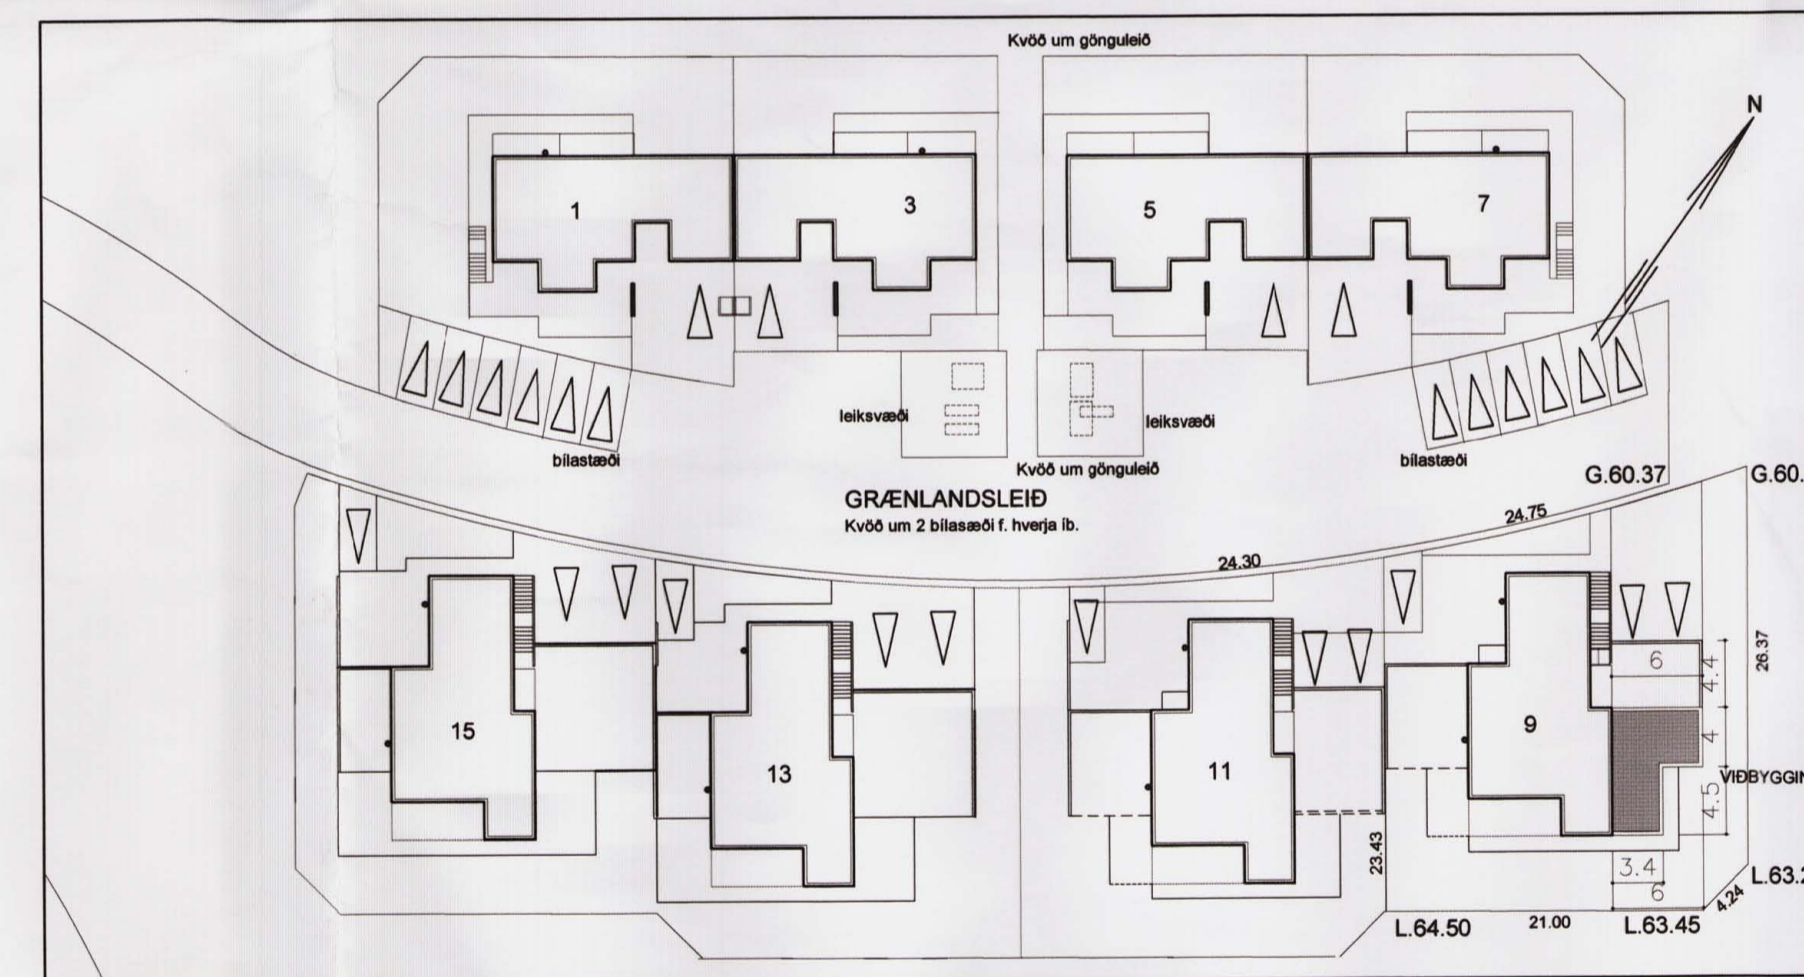 Kvöð um gönguleið
N
1
3
5
7
leiksvæði
leiksvæði
bílastæði
Kvöð um gönguleið
bílastæði
GRÆNLANDSLEIÐ
Kvöð um 2 bílasæði f. hverja íb.
G.60.37
G.60.
24.75
24.30
26.37
6
4.4
15
13
11
9
4
VIÐBYGGIN
4.5
23.43
3.4
6
4.24
L.63.2
L.64.50
21.00
L.63.45